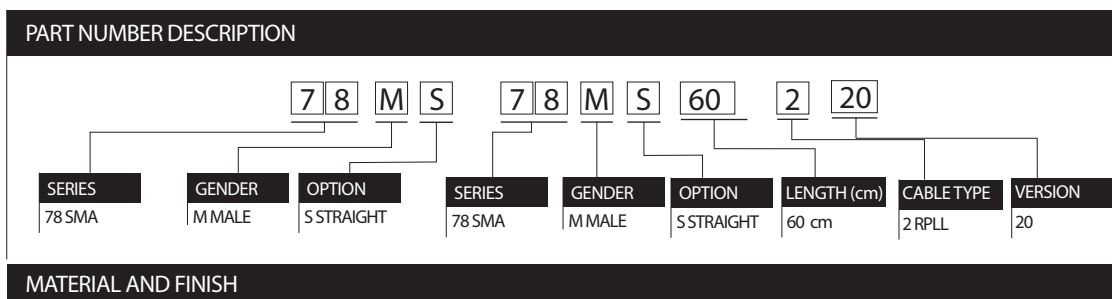 PART NUMBER DESCRIPTION
7 8 M S 7 8 M S 60 2 20
SERIES GENDER OPTION SERIES GENDER OPTION LENGTH (cm) CABLE TYPE VERSION
78 SMA M MALE S STRAIGHT 78 SMA M MALE S STRAIGHT 60 cm 2 RPLL 20
MATERIAL AND FINISH